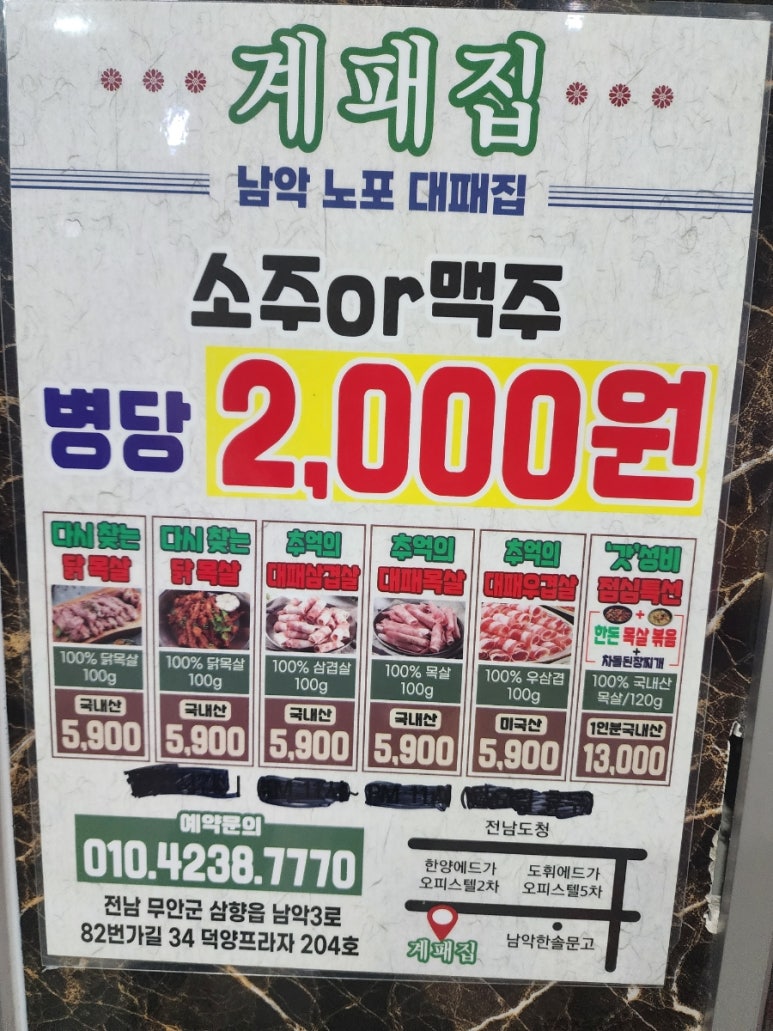 계패집
남악 노포 대패집
소주or맥주
병당 2,000원
다시 찾는
닭 목살
100% 닭목살
100g
국내산
5,900
다시 찾는
닭 목살
100% 닭목살
100g
국내산
5,900
추억의
대패삼겹살
100% 삼겹살
100g
국내산
5,900
추억의
대패목살
100% 목살
100g
국내산
5,900
추억의
대패우겹살
100% 우삼겹
100g
미국산
5,900
'갓'성비
점심특선
+
한돈 목살 볶음
+
차돌된장찌개
100% 국내산
목살/120g
1인분국내산
13,000
예약문의
010.4238.7770
전남 무안군 삼향읍 남악3로
82번가길 34 덕양프라자 204호
전남도청
한양에드가
오피스텔2차
도휘에드가
오피스텔5차
계패집
남악한솔문고